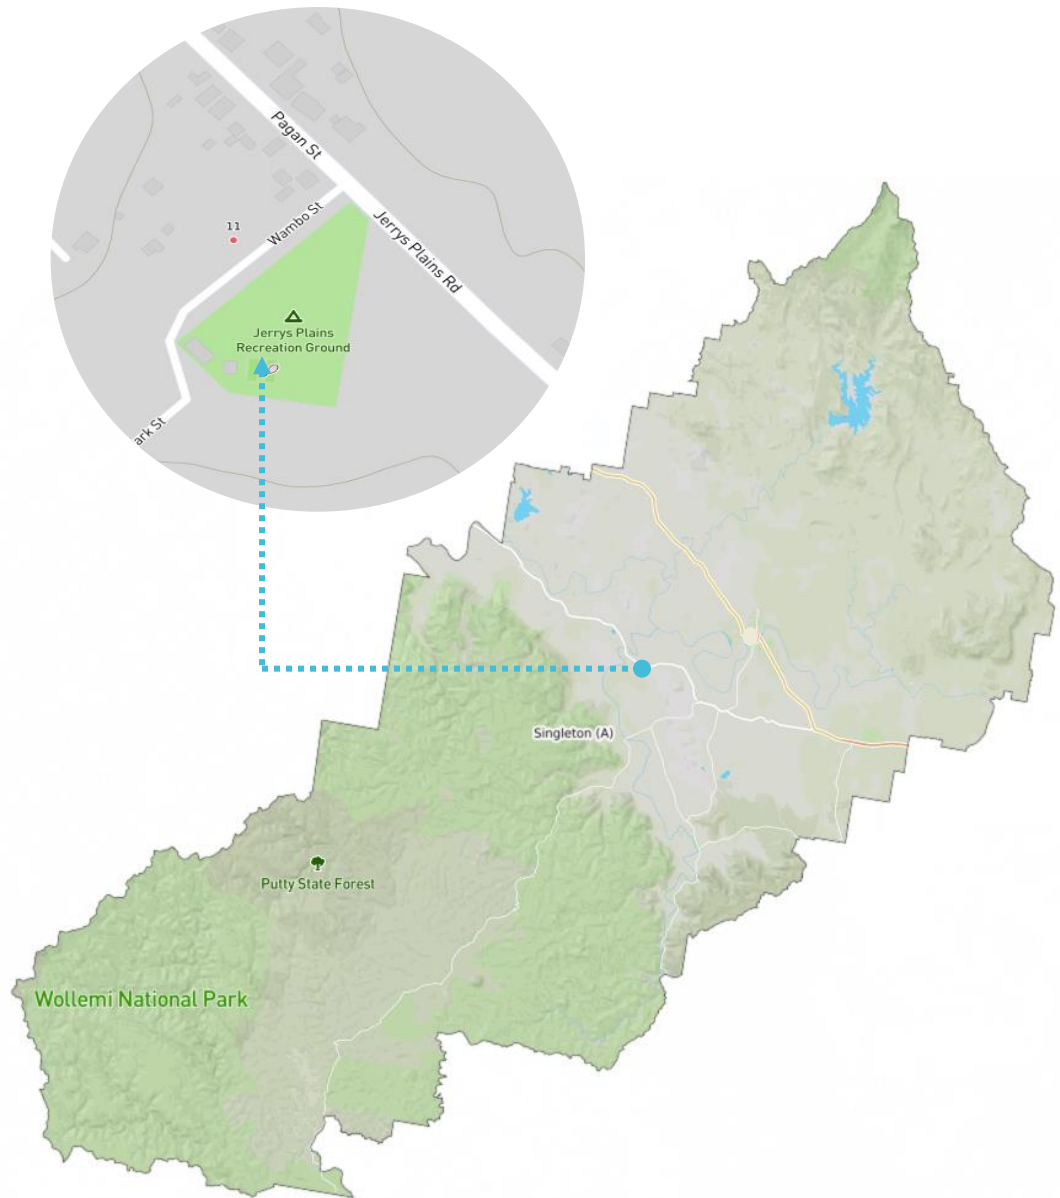 Pagan St
Wambo St
11
Jerrys Plains Rd
Jerrys Plains
Recreation Ground
ark St
Singleton (A)
Putty State Forest
Wollemi National Park